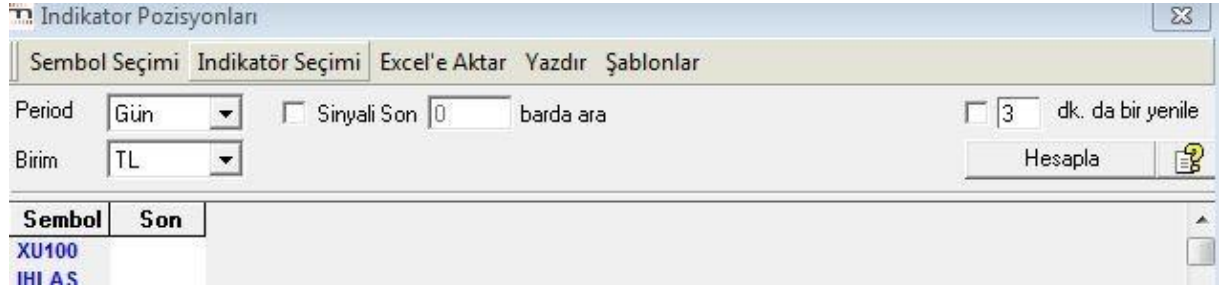 Indikator Pozisyonları
Sembol Seçimi Indikatör Seçimi Excel'e Aktar Yazdır Şablonlar
Period Gün Sinyali Son 0 barda ara 3 dk. da bir yenile
Birim TL Hesapla
Sembol Son
XU100
IHLAS